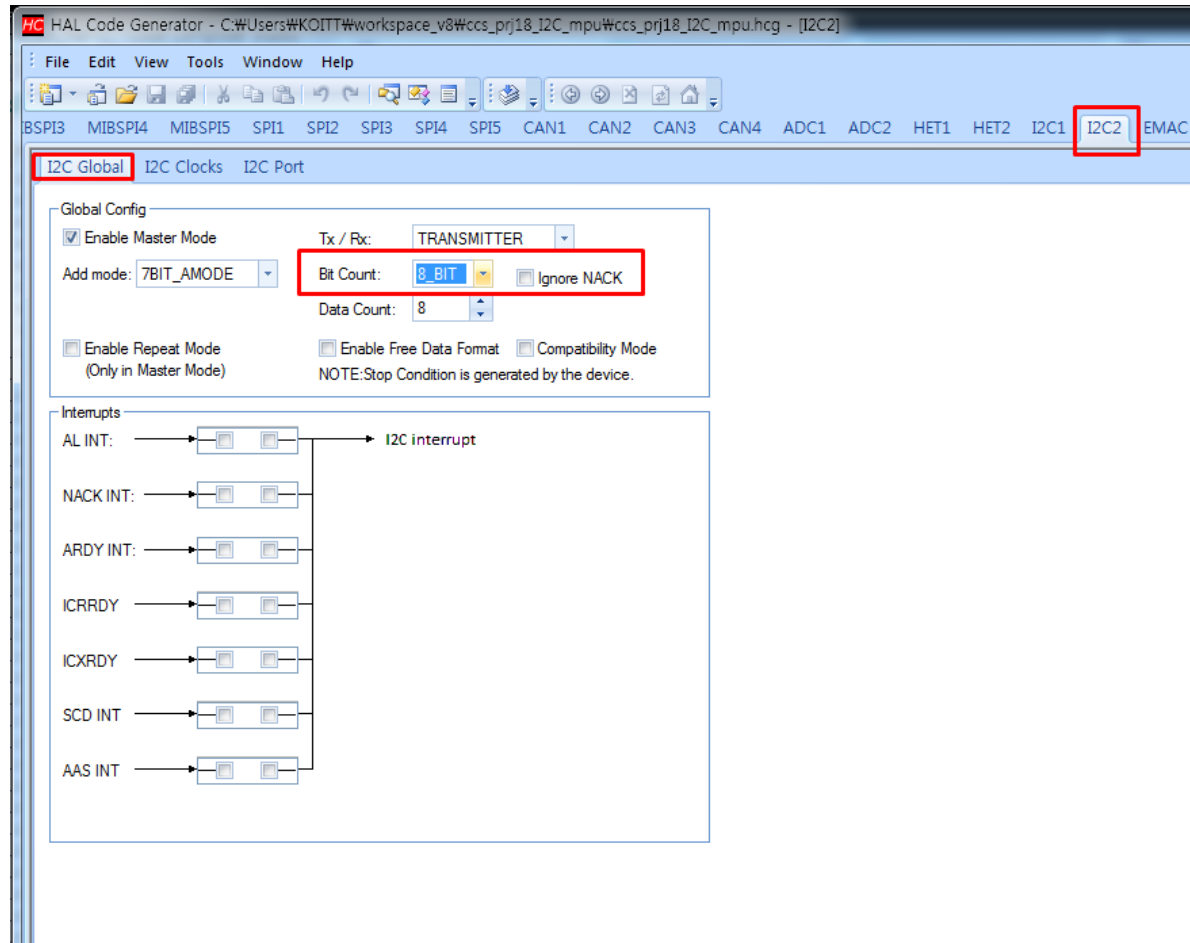 HC HAL Code Generator - C:₩Users₩KOITT₩workspace_v8₩ccs_prj18_I2C_mpu₩ccs_prj18_I2C_mpu.hcg - [I2C2]
File Edit View Tools Window Help
IBSPI3 MIBSPI4 MIBSPI5 SPI1 SPI2 SPI3 SPI4 SPI5 CAN1 CAN2 CAN3 CAN4 ADC1 ADC2 HET1 HET2 I2C1 I2C2 EMAC
I2C Global I2C Clocks I2C Port
Global Config
Enable Master Mode Tx / Rx: TRANSMITTER
Add mode: 7BIT_AMODE Bit Count: 8_BIT Ignore NACK
Data Count: 8
Enable Repeat Mode Enable Free Data Format Compatibility Mode
(Only in Master Mode) NOTE:Stop Condition is generated by the device.
Interrupts
AL INT: I2C interrupt
NACK INT:
ARDY INT:
ICRRDY
ICXRDY
SCD INT
AAS INT